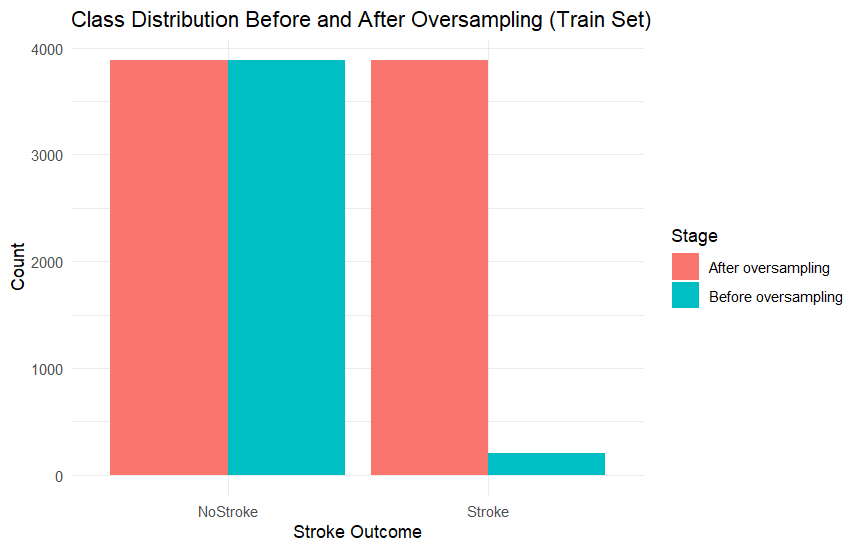 Class Distribution Before and After Oversampling (Train Set)
4000
3000
2000
1000
0
Count
NoStroke
Stroke
Stroke Outcome
Stage
After oversampling
Before oversampling